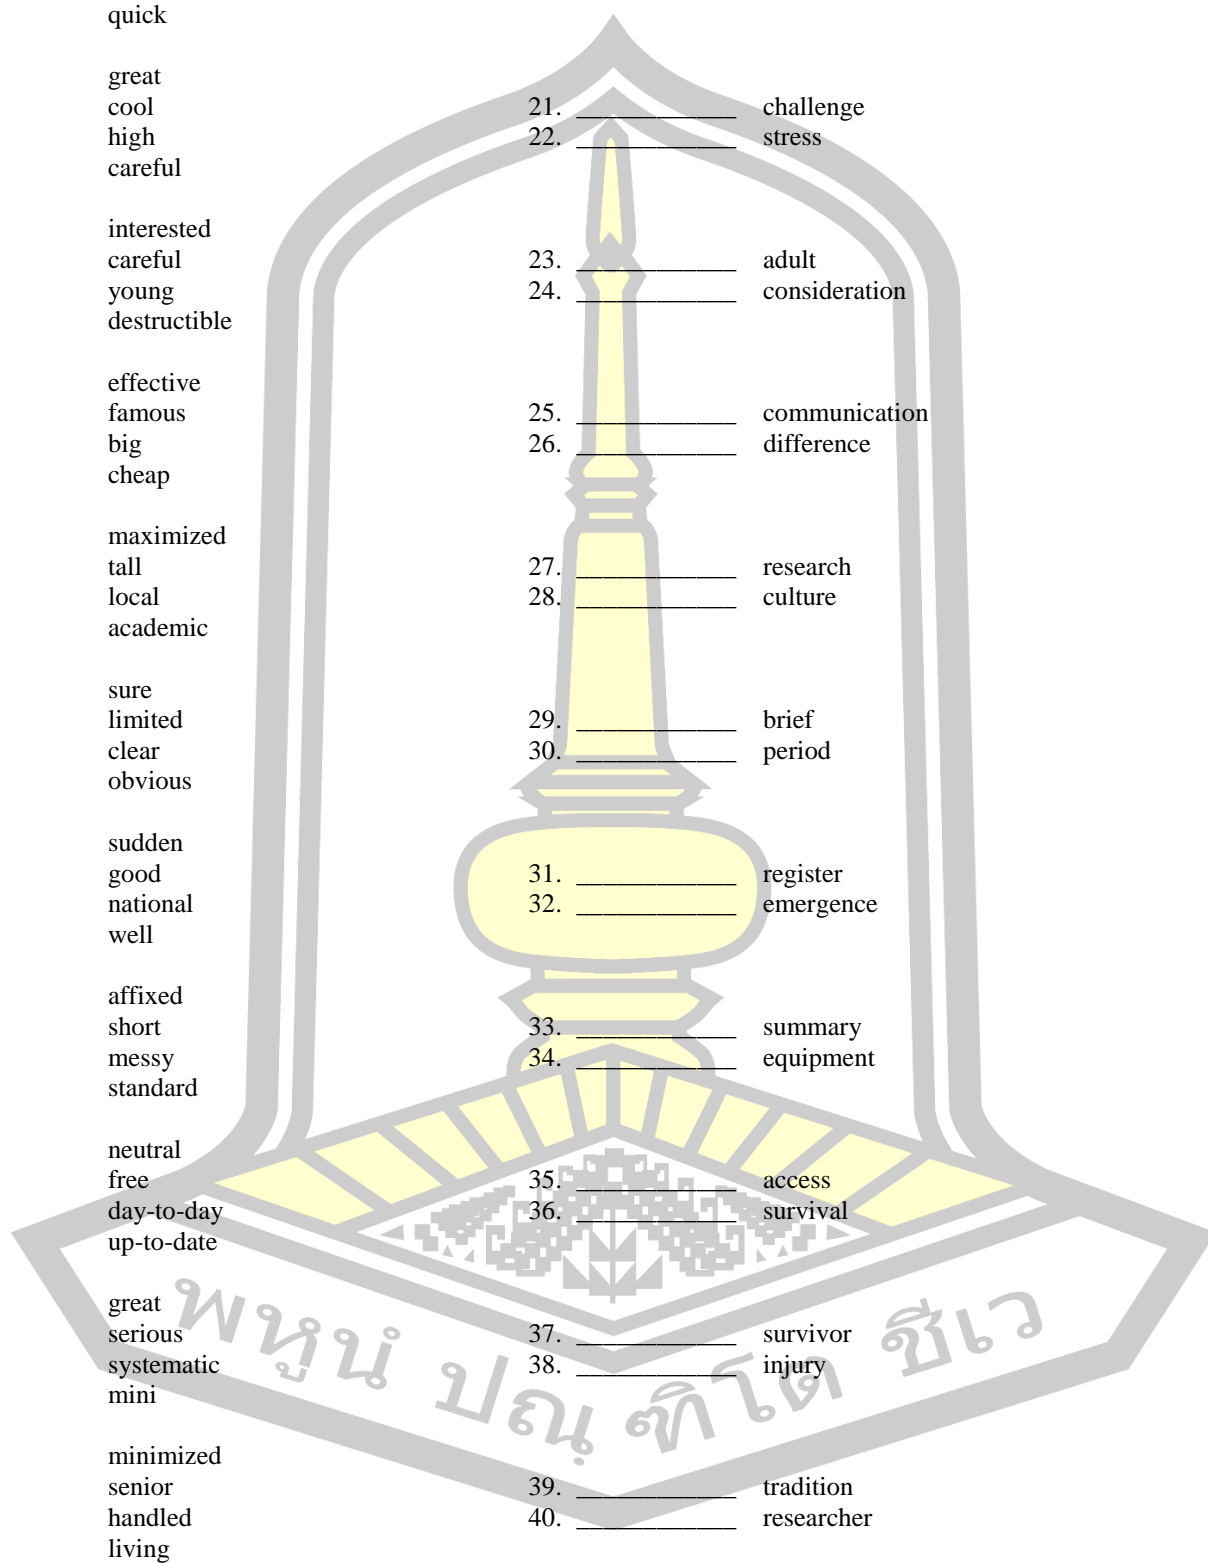 quick
great
cool 21. ____________ challenge
high 22. ____________ stress
careful
interested
careful 23. ____________ adult
young 24. ____________ consideration
destructible
effective
famous 25. ____________ communication
big 26. ____________ difference
cheap
maximized
tall 27. ____________ research
local 28. ____________ culture
academic
sure
limited 29. ____________ brief
clear 30. ____________ period
obvious
sudden
good 31. ____________ register
national 32. ____________ emergence
well
affixed
short 33. ____________ summary
messy 34. ____________ equipment
standard
neutral
free 35. ____________ access
day-to-day 36. ____________ survival
up-to-date
great
serious 37. ____________ survivor
systematic 38. ____________ injury
mini
minimized
senior 39. ____________ tradition
handled 40. ____________ researcher
living
พหูนํ ปณฺฑิโต ชีเว